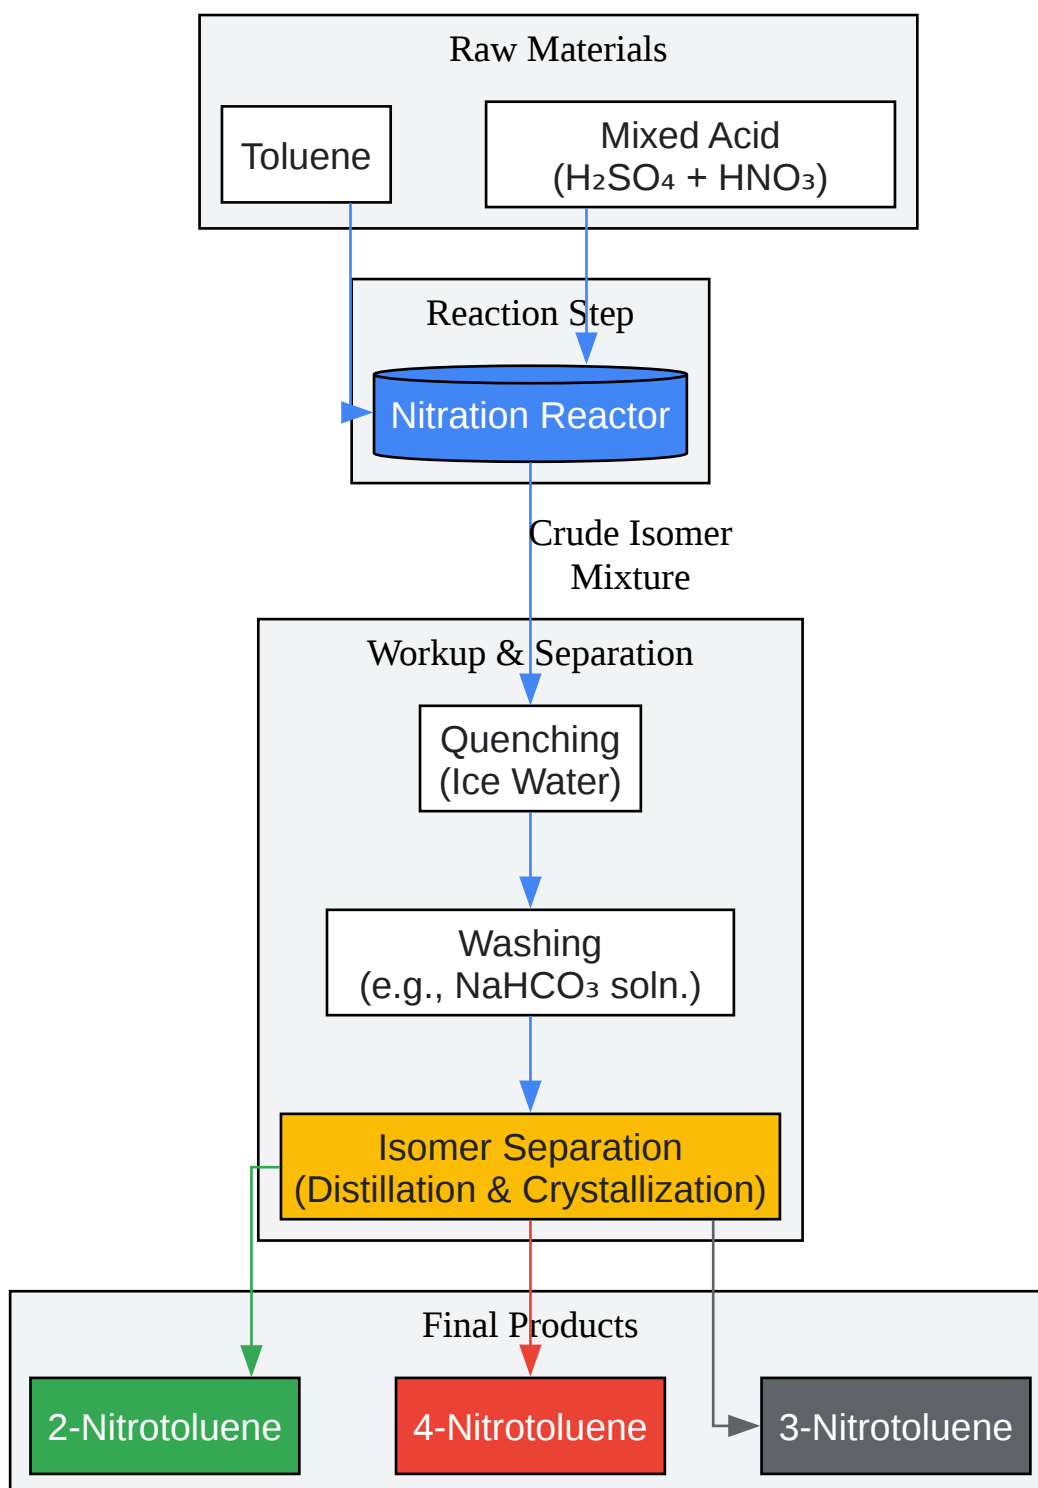 Raw Materials
Toluene
Mixed Acid
(H₂SO₄ + HNO₃)
Reaction Step
Nitration Reactor
Crude Isomer
Mixture
Workup & Separation
Quenching
(Ice Water)
Washing
(e.g., NaHCO₃ soln.)
Isomer Separation
(Distillation & Crystallization)
Final Products
2-Nitrotoluene
4-Nitrotoluene
3-Nitrotoluene